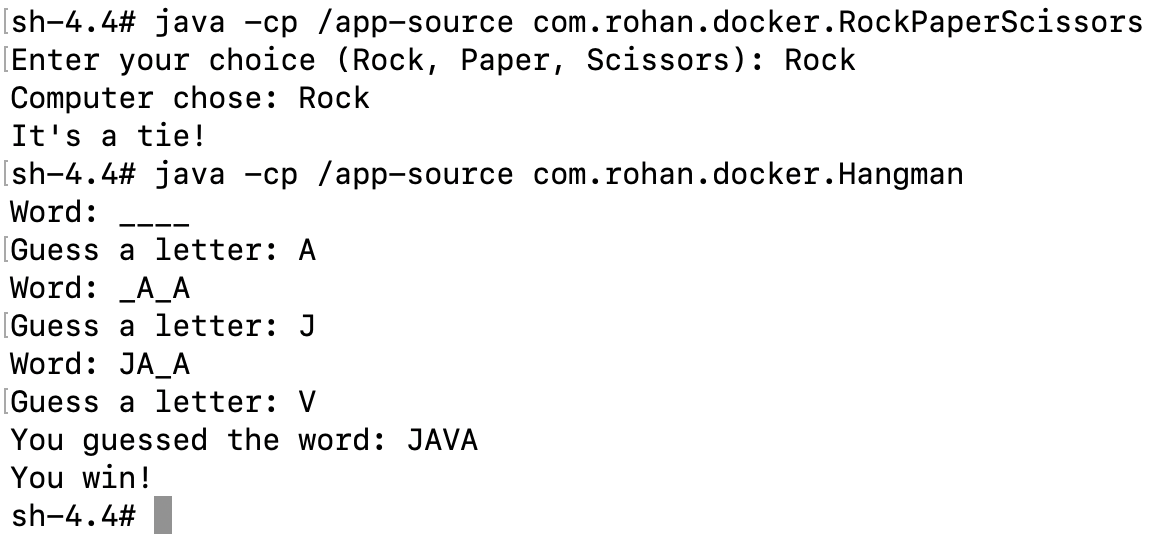 [sh-4.4# java -cp /app-source com.rohan.docker.RockPaperScissors
[Enter your choice (Rock, Paper, Scissors): Rock
Computer chose: Rock
It's a tie!
[sh-4.4# java -cp /app-source com.rohan.docker.Hangman
Word: ____
[Guess a letter: A
Word: _A_A
[Guess a letter: J
Word: JA_A
[Guess a letter: V
You guessed the word: JAVA
You win!
sh-4.4#